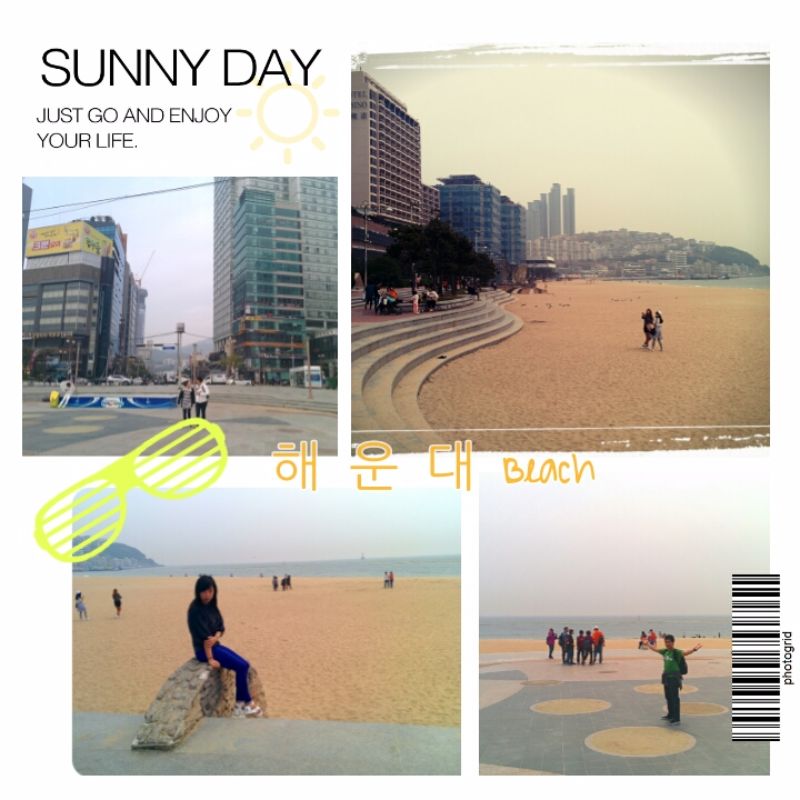 SUNNY DAY
JUST GO AND ENJOY
YOUR LIFE.
해운대 Beach
photogrid